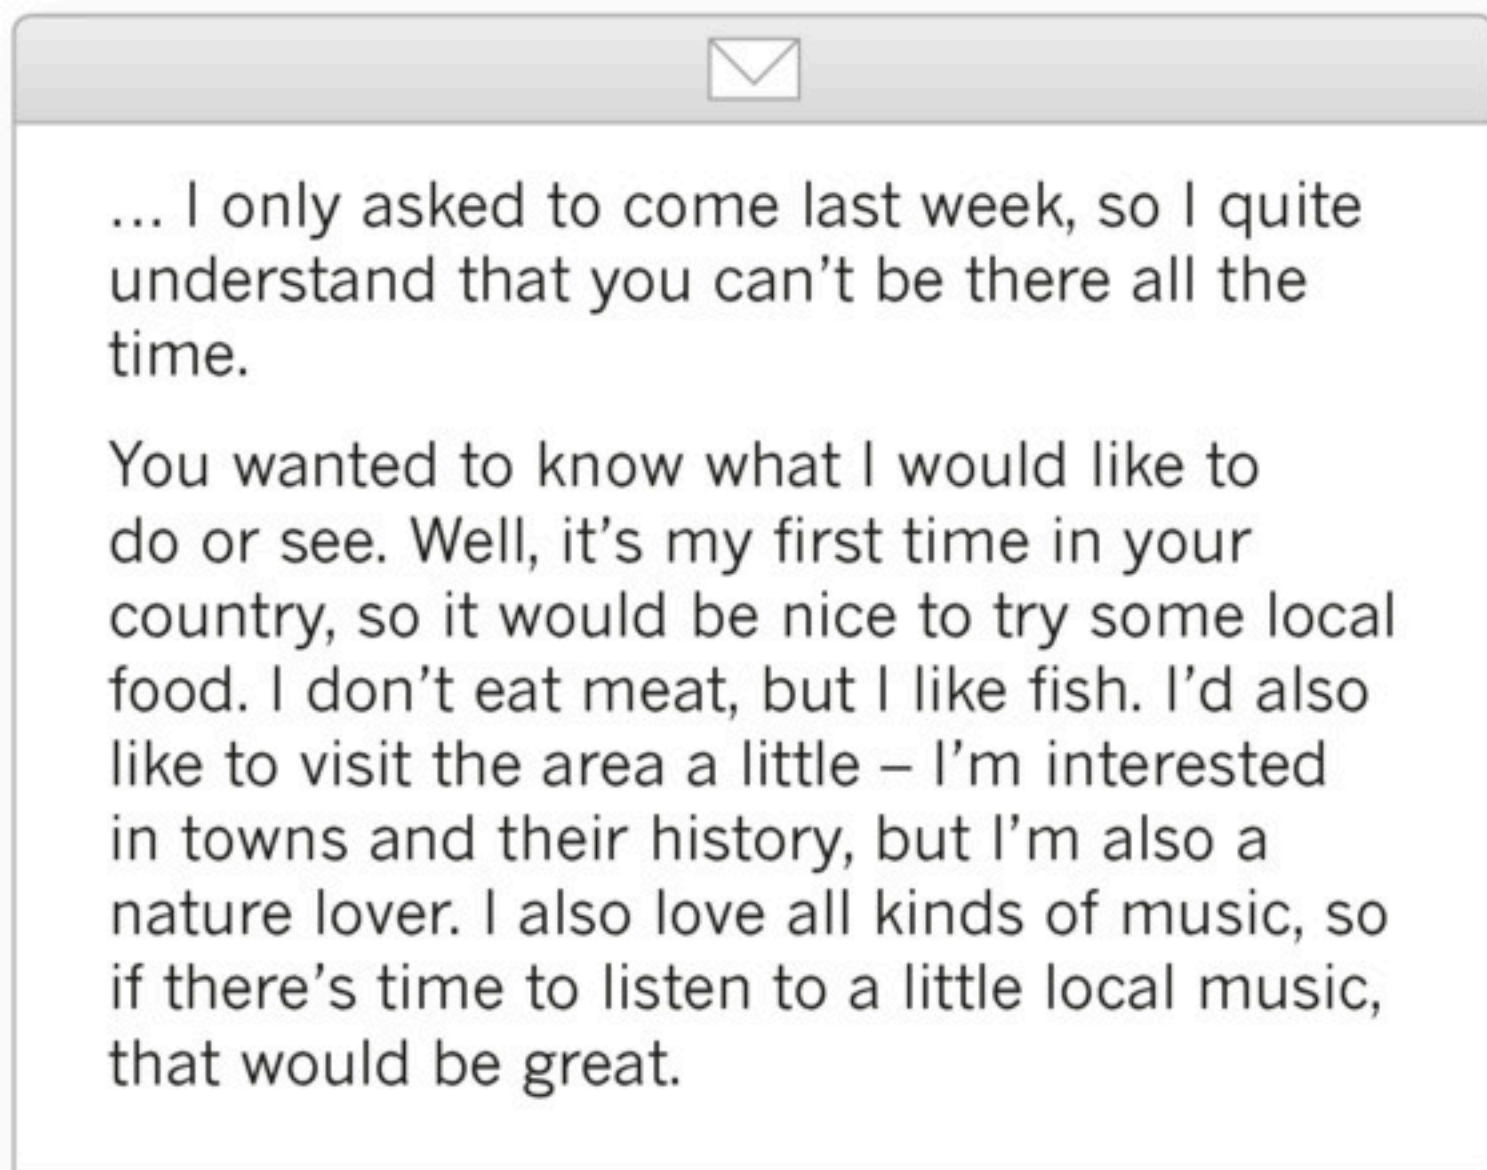 ... I only asked to come last week, so I quite
understand that you can't be there all the
time.
You wanted to know what I would like to
do or see. Well, it's my first time in your
country, so it would be nice to try some local
food. I don't eat meat, but I like fish. I'd also
like to visit the area a little – I'm interested
in towns and their history, but I'm also a
nature lover. I also love all kinds of music, so
if there's time to listen to a little local music,
that would be great.